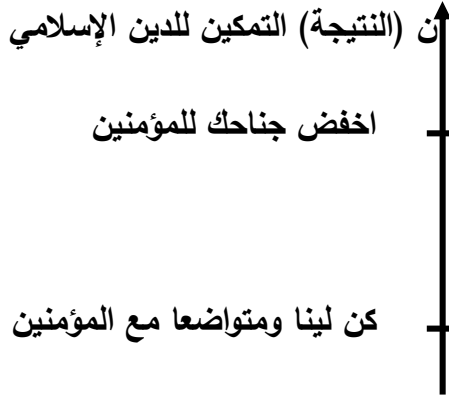 ن (النتيجة) التمكين للدين الإسلامي
اخفض جناحك للمؤمنين
كن لينا ومتواضعا مع المؤمنين